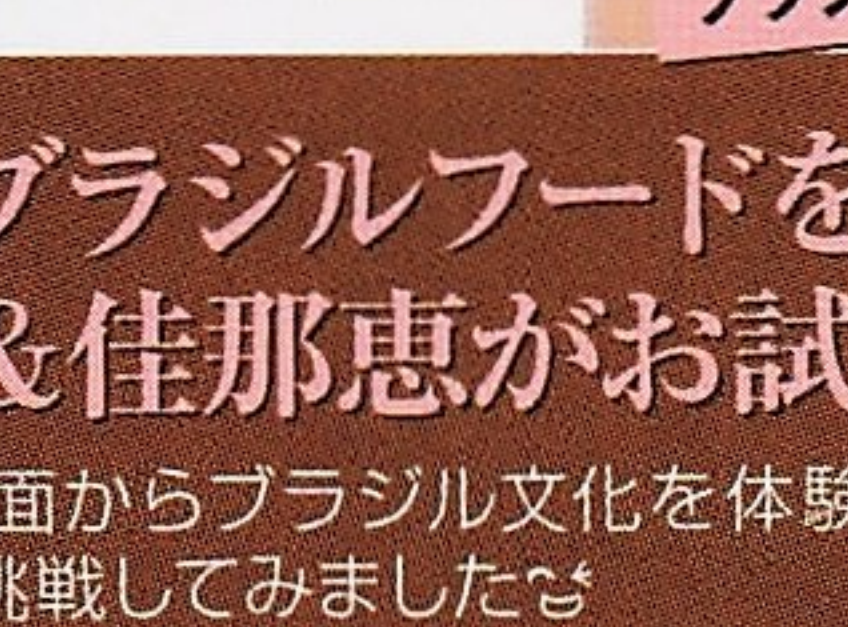 ブラジルフードを
&佳那恵がお試
面からブラジル文化を体験
挑戦してみました